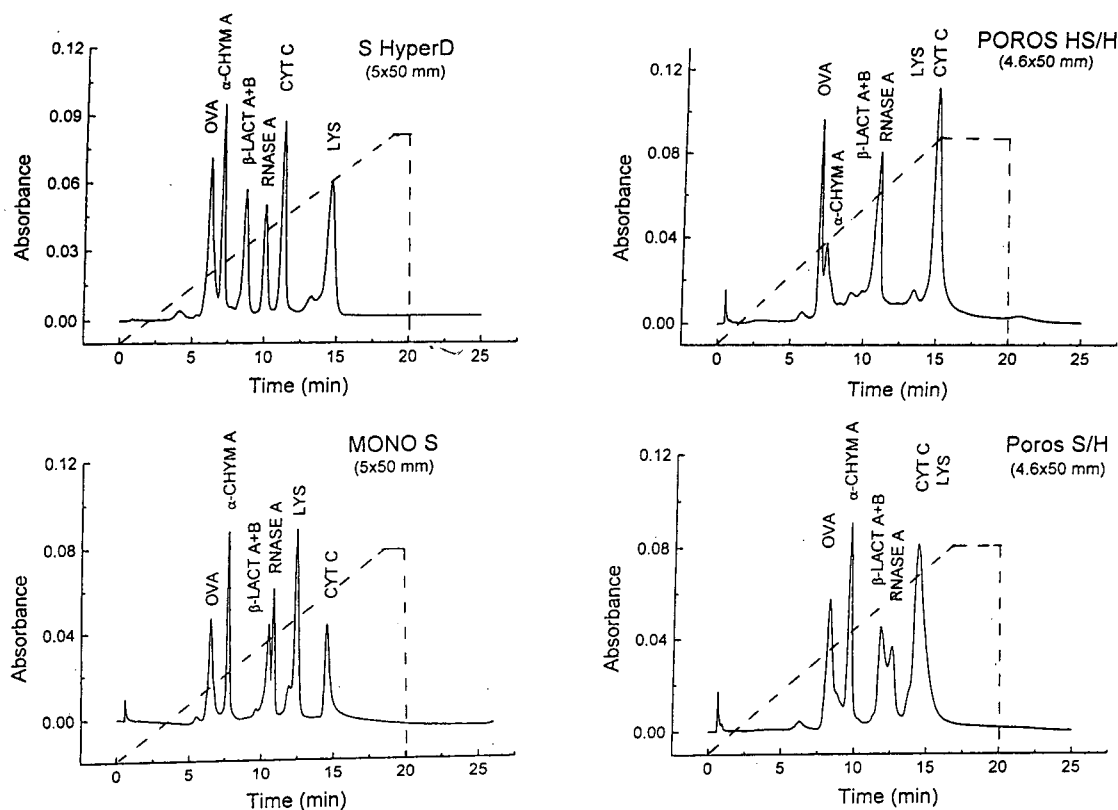 S HyperD
(5x50 mm)
0.12
0.09
0.06
0.03
0.00
Absorbance
OVA
α-CHYM A
β-LACT A+B
RNASE A
CYT C
LYS
0
5
10
15
20
25
Time (min)
POROS HS/H
(4.6x50 mm)
0.12
0.08
0.04
0.00
Absorbance
OVA
α-CHYM A
β-LACT A+B
RNASE A
LYS
CYT C
0
5
10
15
20
25
Time (min)
MONO S
(5x50 mm)
0.12
0.08
0.04
0.00
Absorbance
OVA
α-CHYM A
β-LACT A+B
RNASE A
LYS
CYT C
0
5
10
15
20
25
Time (min)
Poros S/H
(4.6x50 mm)
0.12
0.08
0.04
0.00
Absorbance
OVA
α-CHYM A
β-LACT A+B
RNASE A
CYT C
LYS
0
5
10
15
20
25
Time (min)